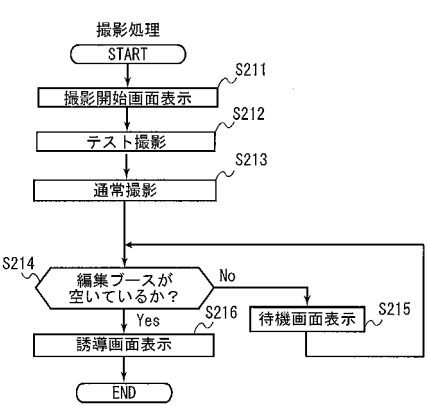 撮影処理
START
S211
撮影開始画面表示
S212
テスト撮影
S213
通常撮影
S214
編集ブースが
空いているか？
No
Yes
S215
待機画面表示
S216
誘導画面表示
END